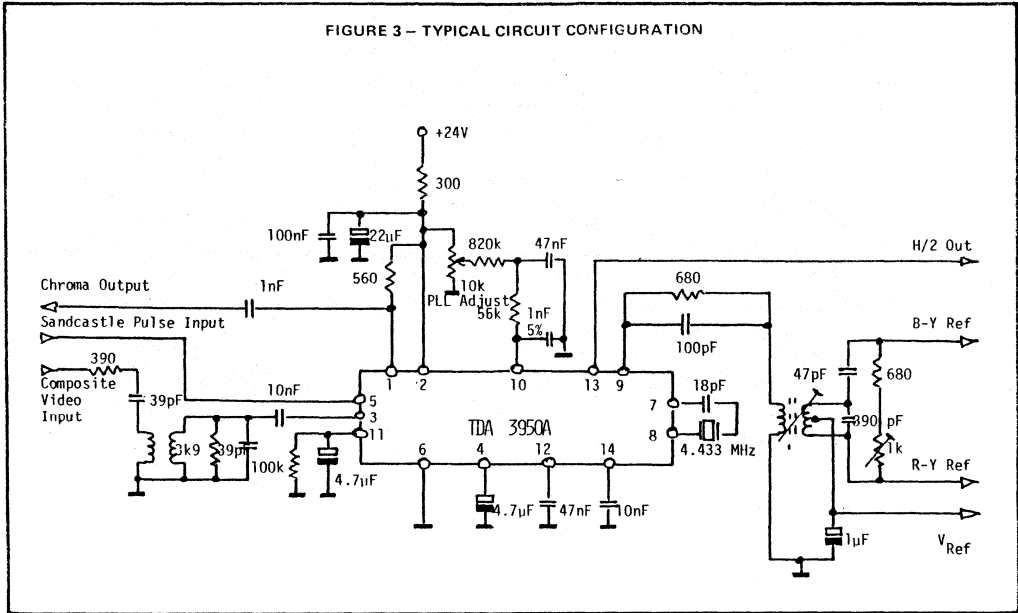 FIGURE 3 – TYPICAL CIRCUIT CONFIGURATION
+24V
300
100nF
22µF
820k
47nF
H/2 Out
560
10k
PLL Adjust
56k
1nF
5%
680
100pF
Chroma Output
1nF
Sandcastle Pulse Input
B-Y Ref
390
Composite
Video
Input
39pF
10nF
1
2
10
13
9
5
3
11
7
8
18pF
4.433 MHz
47pF
680
390 pF
1k
3k9
39pF
100k
4.7µF
TDA 3950A
6
4
12
14
R-Y Ref
4.7µF
47nF
10nF
1µF
VRef